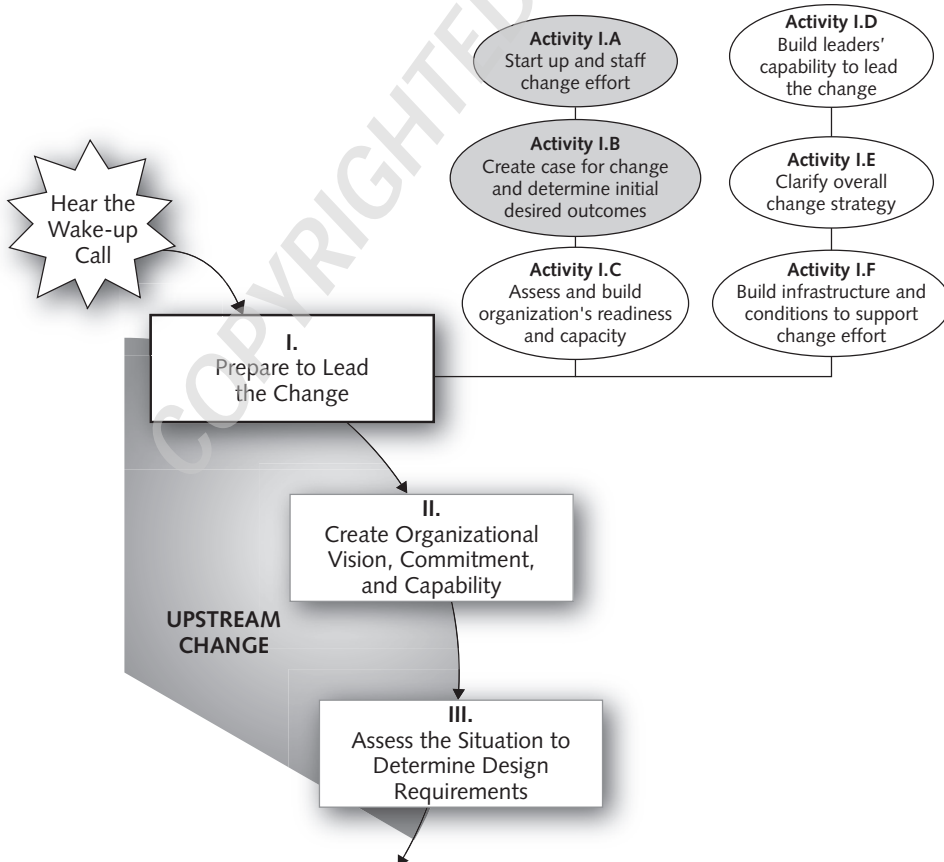 Activity I.A
Start up and staff
change effort
Activity I.B
Create case for change
and determine initial
desired outcomes
Activity I.C
Assess and build
organization's readiness
and capacity
Activity I.D
Build leaders’
capability to lead
the change
Activity I.E
Clarify overall
change strategy
Activity I.F
Build infrastructure and
conditions to support
change effort
Hear the
Wake-up
Call
I.
Prepare to Lead
the Change
II.
Create Organizational
Vision, Commitment,
and Capability
UPSTREAM
CHANGE
III.
Assess the Situation to
Determine Design
Requirements
COPYRIGHTED